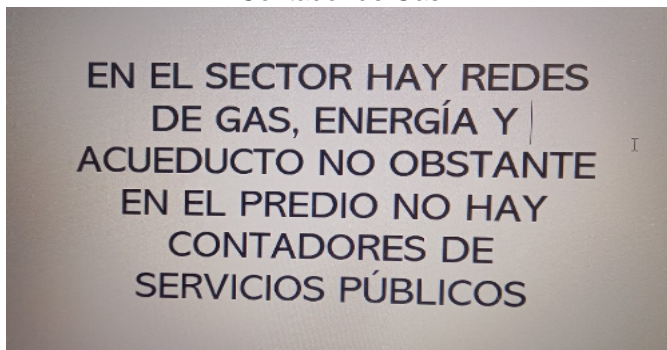 EN EL SECTOR HAY REDES
DE GAS, ENERGÍA Y
ACUEDUCTO NO OBSTANTE
EN EL PREDIO NO HAY
CONTADORES DE
SERVICIOS PÚBLICOS